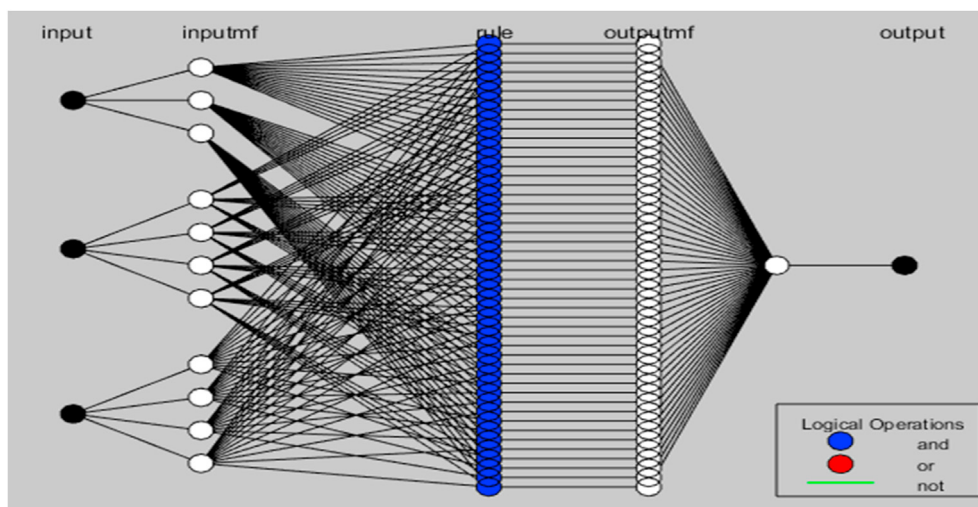 input inputmf rule outputmf output
Logical Operations
and
or
not